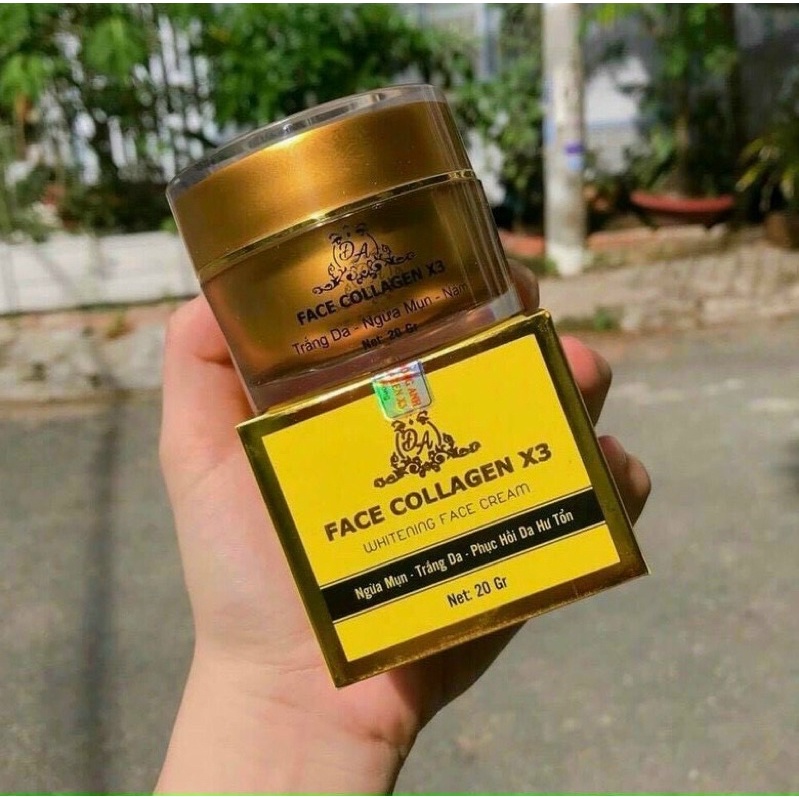 ĐA
FACE COLLAGEN X3
Trắng Da - Ngừa Mụn - Nám
Net: 20 Gr
ĐA
FACE COLLAGEN X3
WHITENING FACE CREAM
Ngừa Mụn - Trắng Da - Phục Hồi Da Hư Tổn
Net: 20 Gr